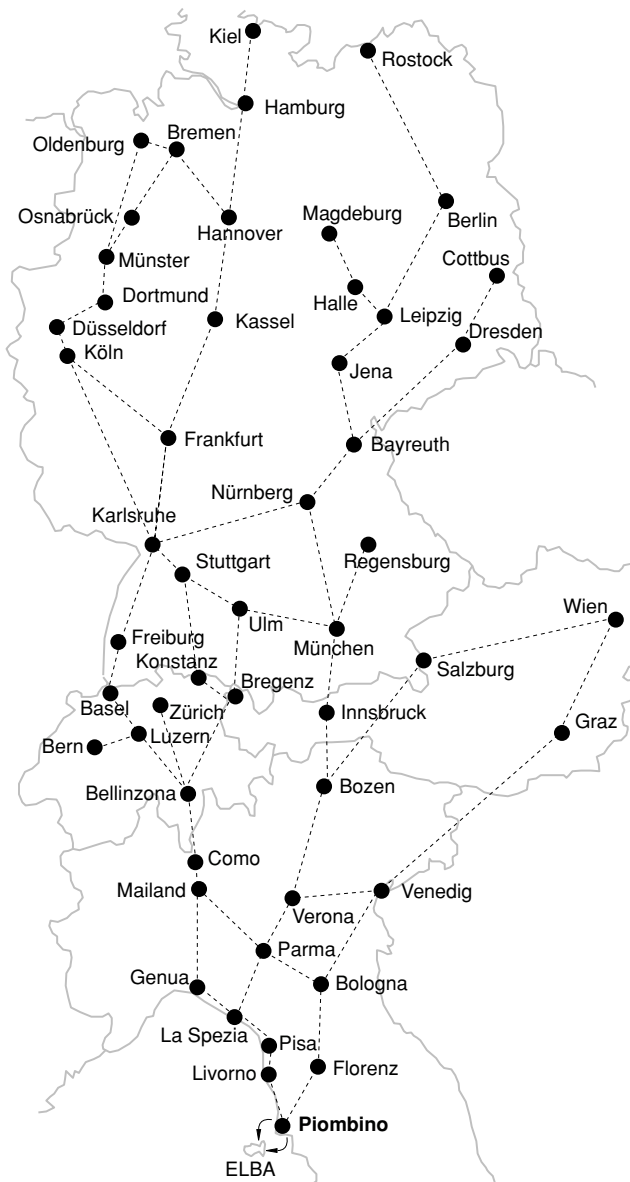 Kiel
Rostock
Hamburg
Bremen
Oldenburg
Berlin
Osnabrück
Hannover
Magdeburg
Münster
Cottbus
Dortmund
Halle
Leipzig
Düsseldorf
Kassel
Dresden
Köln
Jena
Frankfurt
Bayreuth
Nürnberg
Karlsruhe
Stuttgart
Regensburg
Wien
Ulm
Freiburg
München
Konstanz
Salzburg
Bregenz
Basel
Zürich
Innsbruck
Graz
Luzern
Bern
Bellinzona
Bozen
Como
Mailand
Venedig
Verona
Parma
Genua
Bologna
La Spezia
Pisa
Livorno
Florenz
Piombino
ELBA